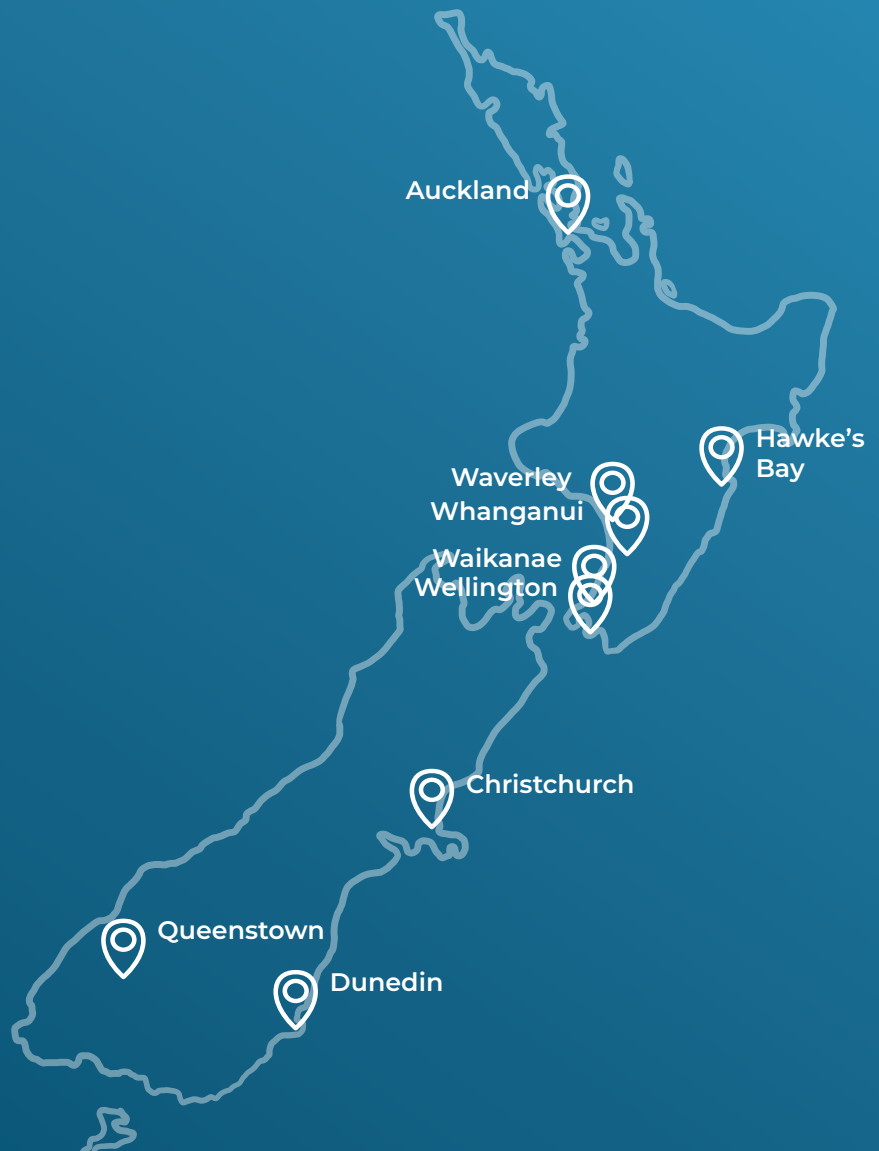 Auckland
Hawke’s
Bay
Waverley
Whanganui
Waikanae
Wellington
Christchurch
Queenstown
Dunedin